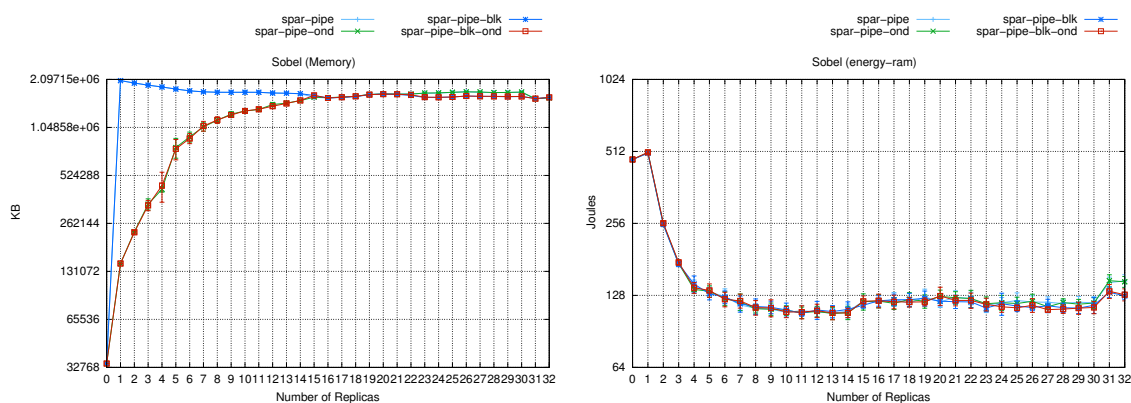 spar-pipe
spar-pipe-ond
spar-pipe-blk
spar-pipe-blk-ond
Sobel (Memory)
2.09715e+06
1.04858e+06
524288
262144
131072
65536
32768
KB
0 1 2 3 4 5 6 7 8 9 10 11 12 13 14 15 16 17 18 19 20 21 22 23 24 25 26 27 28 29 30 31 32
Number of Replicas
spar-pipe
spar-pipe-ond
spar-pipe-blk
spar-pipe-blk-ond
Sobel (energy-ram)
1024
512
256
128
64
Joules
0 1 2 3 4 5 6 7 8 9 10 11 12 13 14 15 16 17 18 19 20 21 22 23 24 25 26 27 28 29 30 31 32
Number of Replicas